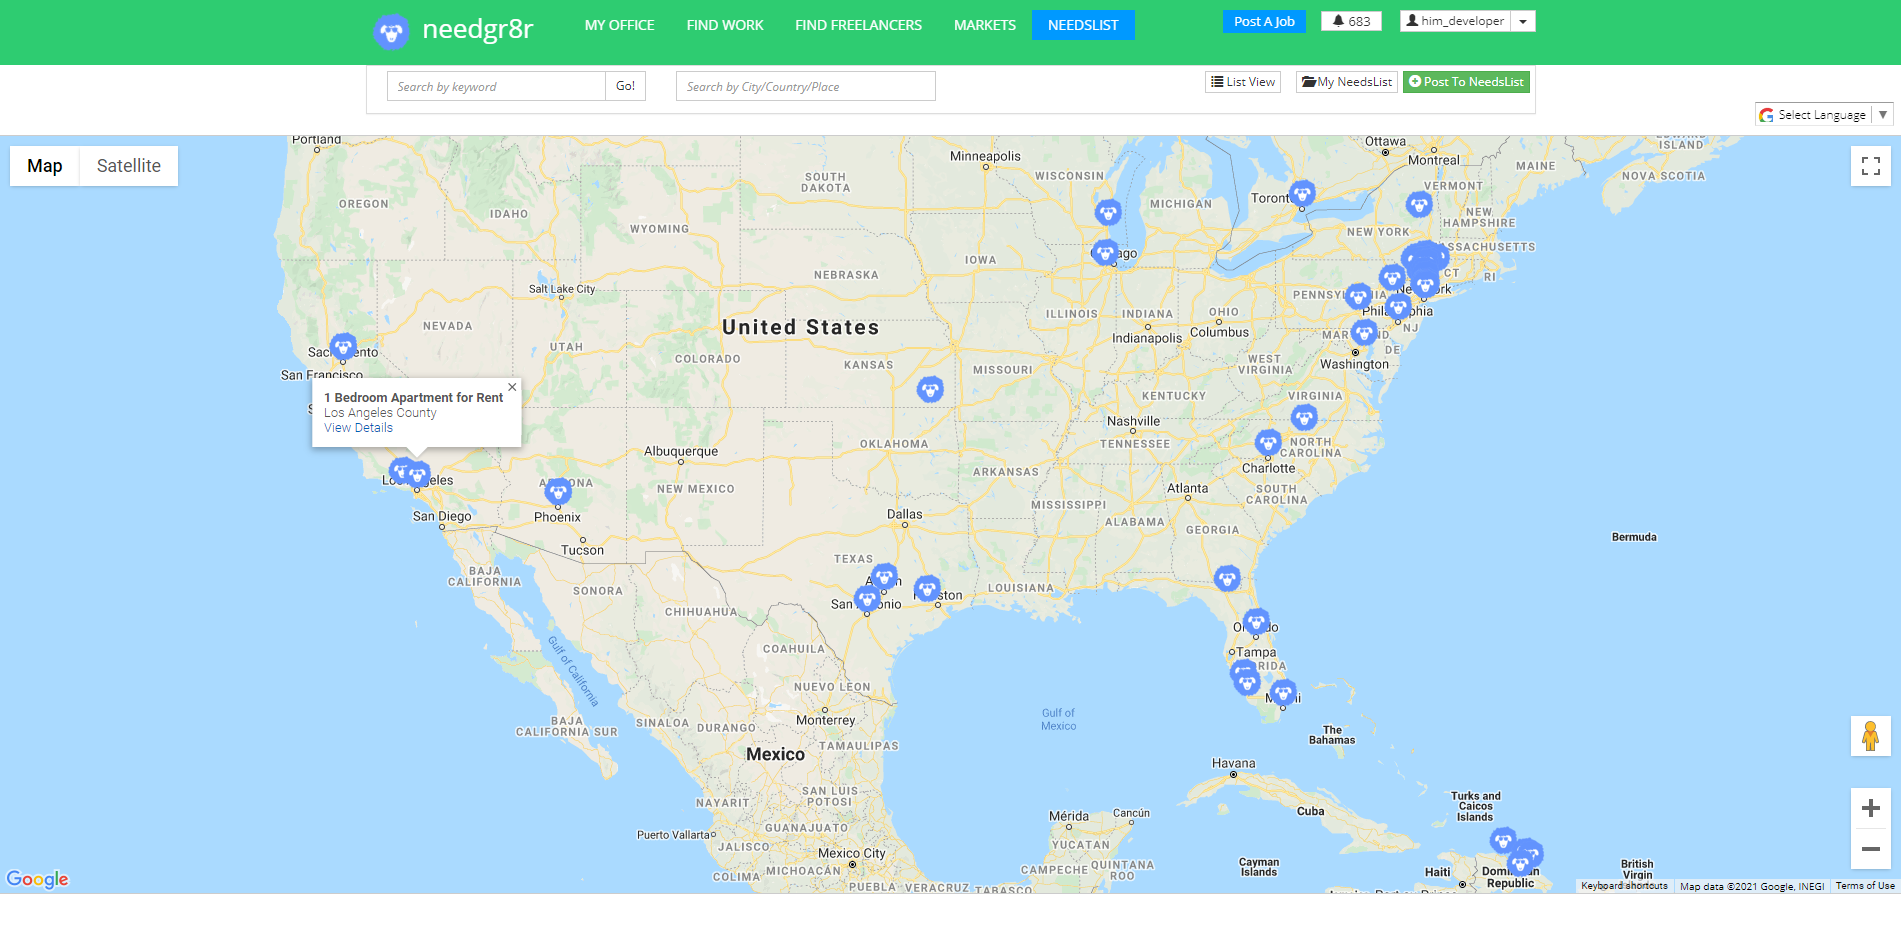 needgr8r
MY OFFICE
FIND WORK
FIND FREELANCERS
MARKETS
NEEDSLIST
Post A Job
683
him_developer
Search by keyword
Go!
Search by City/Country/Place
List View
My NeedsList
Post To NeedsList
Select Language
Map
Satellite
Portland
Minneapolis
WISCONSIN
SOUTH
DAKOTA
OREGON
IDAHO
WYOMING
MICHIGAN
Ottawa
Montreal
MAINE
NOVA SCOTIA
ISLAND
VERMONT
NEW
HAMPSHIRE
NEW YORK
CT
RI
IOWA
NEBRASKA
Salt Lake City
NEVADA
UTAH
United States
COLORADO
KANSAS
MISSOURI
ILLINOIS
INDIANA
OHIO
Indianapolis
Columbus
NJ
DE
Washington
WEST
VIRGINIA
VIRGINIA
KENTUCKY
San Francisco
1 Bedroom Apartment for Rent
Los Angeles County
View Details
Nashville
TENNESSEE
NORTH
CAROLINA
Charlotte
OKLAHOMA
ARKANSAS
Albuquerque
NEW MEXICO
San Diego
Phoenix
Tucson
Dallas
TEXAS
MISSISSIPPI
ALABAMA
Atlanta
GEORGIA
SOUTH
CAROLINA
LOUISIANA
Bermuda
BAJA
CALIFORNIA
SONORA
CHIHUAHUA
COAHUILA
Gulf of California
NUEVO LEON
Monterrey
BAJA
CALIFORNIA SUR
SINALOA
DURANGO
TAMAULIPAS
Mexico
Gulf of
Mexico
Tampa
The
Bahamas
Havana
Cuba
Turks and
Caicos
Islands
SAN LUIS
POTOSI
NAYARIT
GUANAJUATO
Puerto Vallarta
JALISCO
Mexico City
COLIMA
MICHOACÁN
PUEBLA
VERACRUZ
TABASCO
Mérida
Cancún
YUCATAN
CAMPECHE
QUINTANA
ROO
Cayman
Islands
Haiti
Republic
British
Virgin
Google
Keyboard shortcuts
Map data ©2021 Google, INEGI
Terms of Use